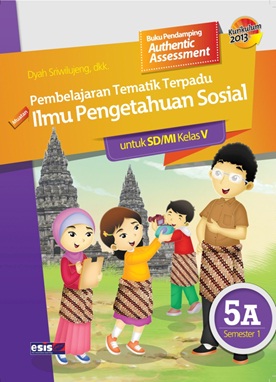 Buku Pendamping
Authentic
Assessment
Kurikulum
2013
Dyah Sriwilujeng, dkk.
Pembelajaran Tematik Terpadu
Muatan
Ilmu Pengetahuan Sosial
untuk SD/MI Kelas V
5A
Semester 1
esis